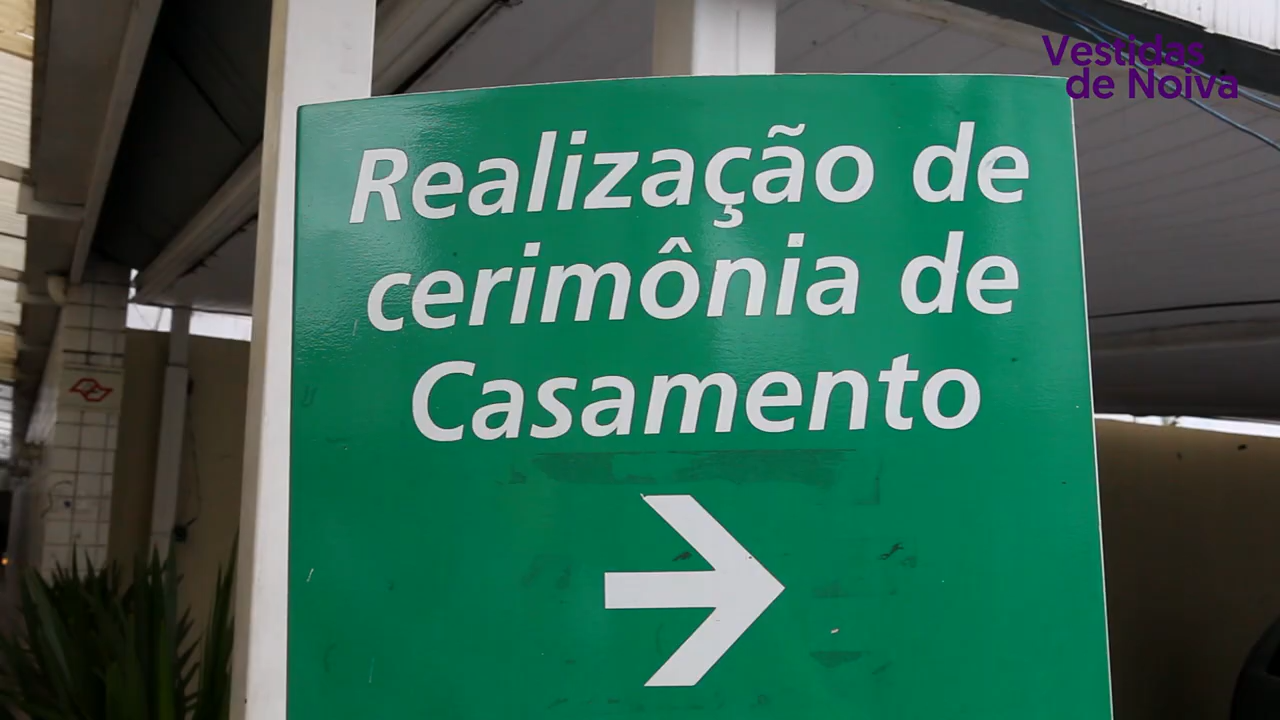 Vestidas
de Noiva
Realização de
cerimônia de
Casamento